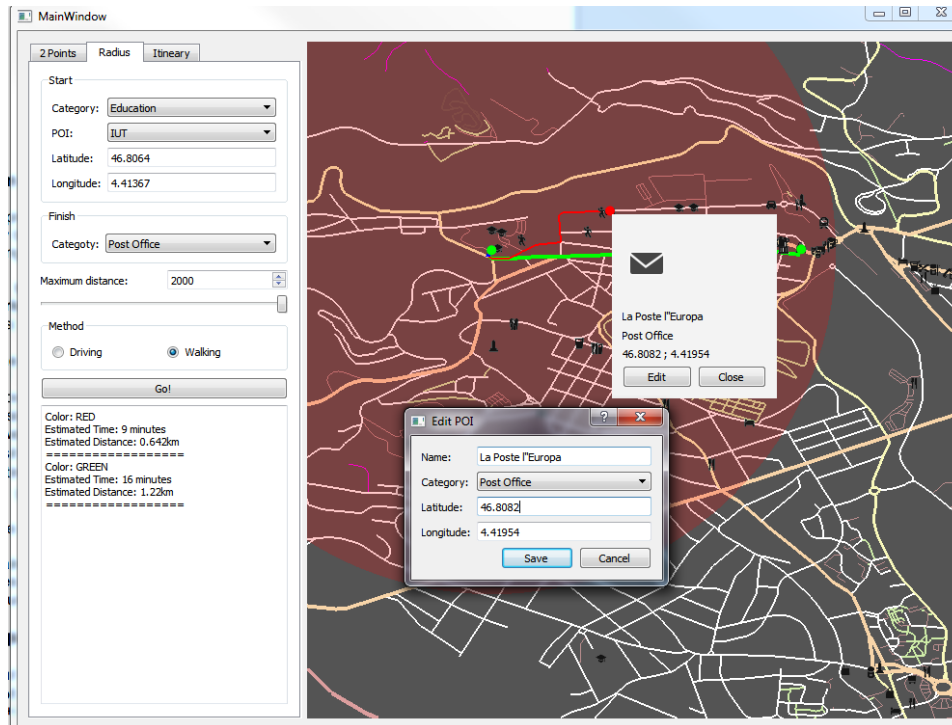 MainWindow
2 Points Radius Itineary
Start
Category: Education
POI: IUT
Latitude: 46.8064
Longitude: 4.41367
Finish
Categoty: Post Office
Maximum distance: 2000
Method
Driving Walking
Go!
Color: RED
Estimated Time: 9 minutes
Estimated Distance: 0.642km
==================
Color: GREEN
Estimated Time: 16 minutes
Estimated Distance: 1.22km
==================
La Poste l"Europa
Post Office
46.8082 ; 4.41954
Edit Close
Edit POI
Name: La Poste l"Europa
Category: Post Office
Latitude: 46.8082
Longitude: 4.41954
Save Cancel